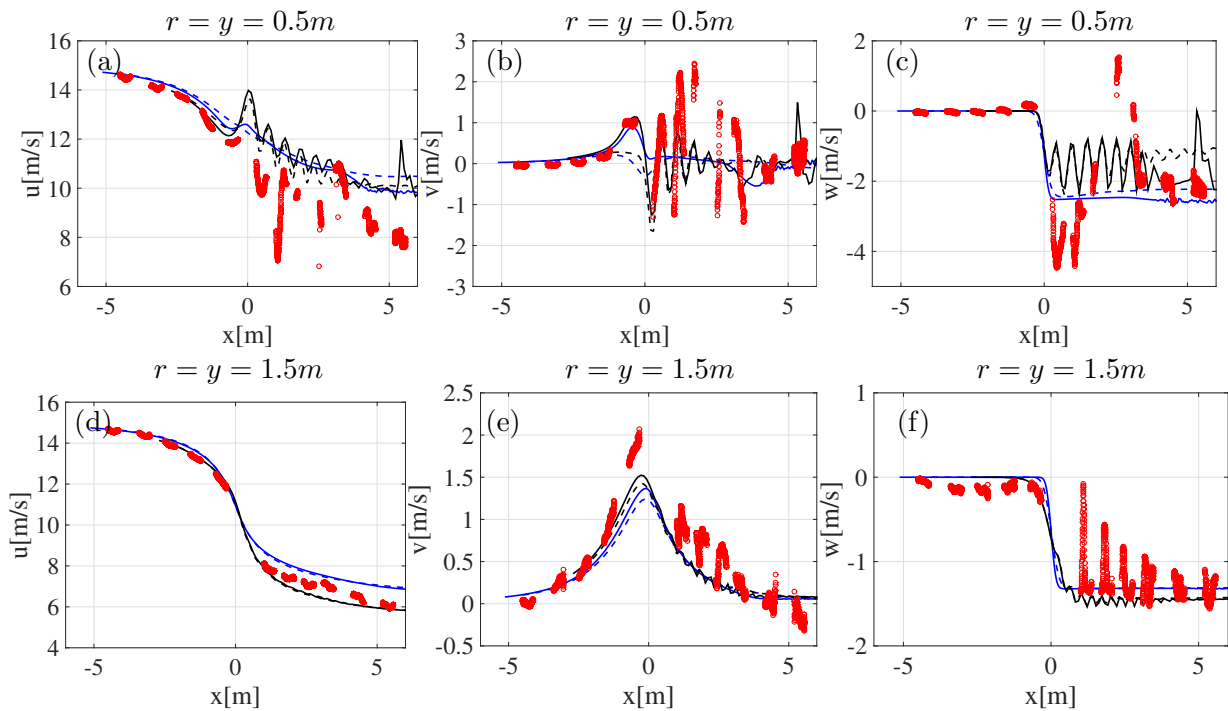 r = y = 0.5m
r = y = 0.5m
r = y = 0.5m
(a)
(b)
(c)
16
14
12
10
8
6
u[m/s]
3
2
1
0
-1
-2
-3
v[m/s]
2
0
-2
-4
w[m/s]
-5
0
5
-5
0
5
-5
0
5
x[m]
x[m]
x[m]
r = y = 1.5m
r = y = 1.5m
r = y = 1.5m
(d)
(e)
(f)
16
14
12
10
8
6
4
u[m/s]
2.5
2
1.5
1
0.5
0
-0.5
v[m/s]
1
0
-1
-2
w[m/s]
-5
0
5
-5
0
5
-5
0
5
x[m]
x[m]
x[m]